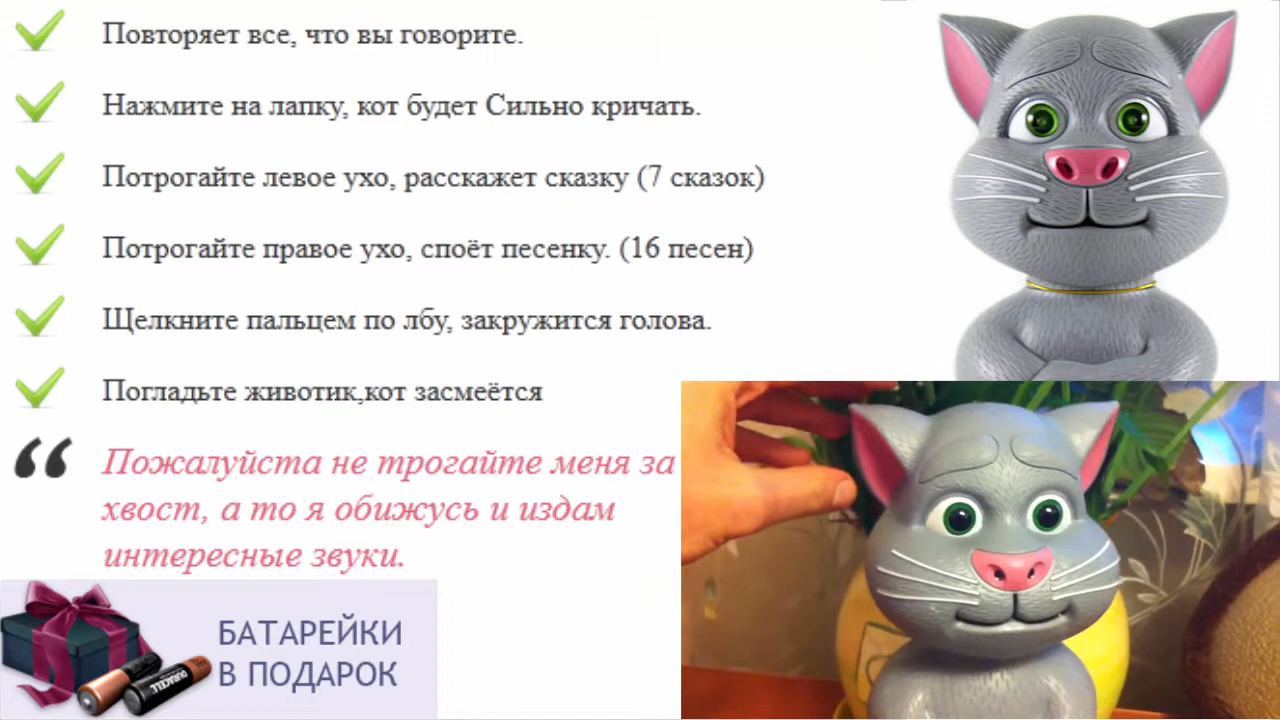 Повторяет все, что вы говорите.
Нажмите на лапку, кот будет Сильно кричать.
Потрогайте левое ухо, расскажет сказку (7 сказок)
Потрогайте правое ухо, споёт песенку. (16 песен)
Щелкните пальцем по лбу, закружится голова.
Погладьте животик,кот засмеётся
“ Пожалуйста не трогайте меня за
хвост, а то я обижусь и издам
интересные звуки.
БАТАРЕЙКИ
В ПОДАРОК
DURACELL